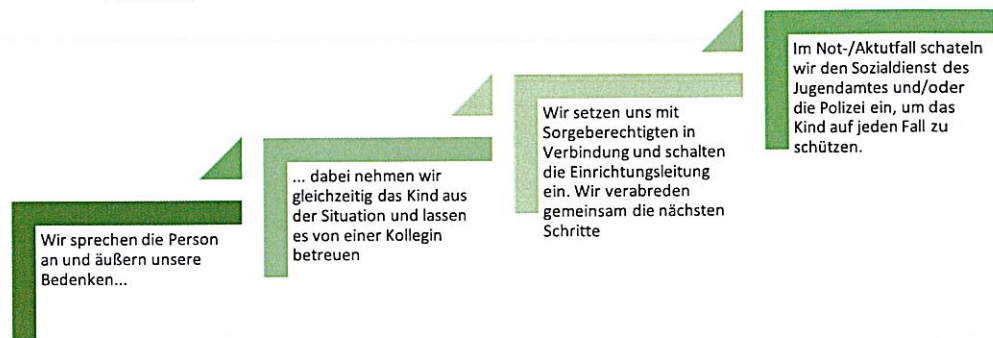 Wir sprechen die Person
an und äußern unsere
Bedenken...
... dabei nehmen wir
gleichzeitig das Kind aus
der Situation und lassen
es von einer Kollegin
betreuen
Wir setzen uns mit
Sorgeberechtigten in
Verbindung und schalten
die Einrichtungsleitung
ein. Wir verabreden
gemeinsam die nächsten
Schritte
Im Not-/Aktutfall schateln
wir den Sozialdienst des
Jugendamtes und/oder
die Polizei ein, um das
Kind auf jeden Fall zu
schützen.